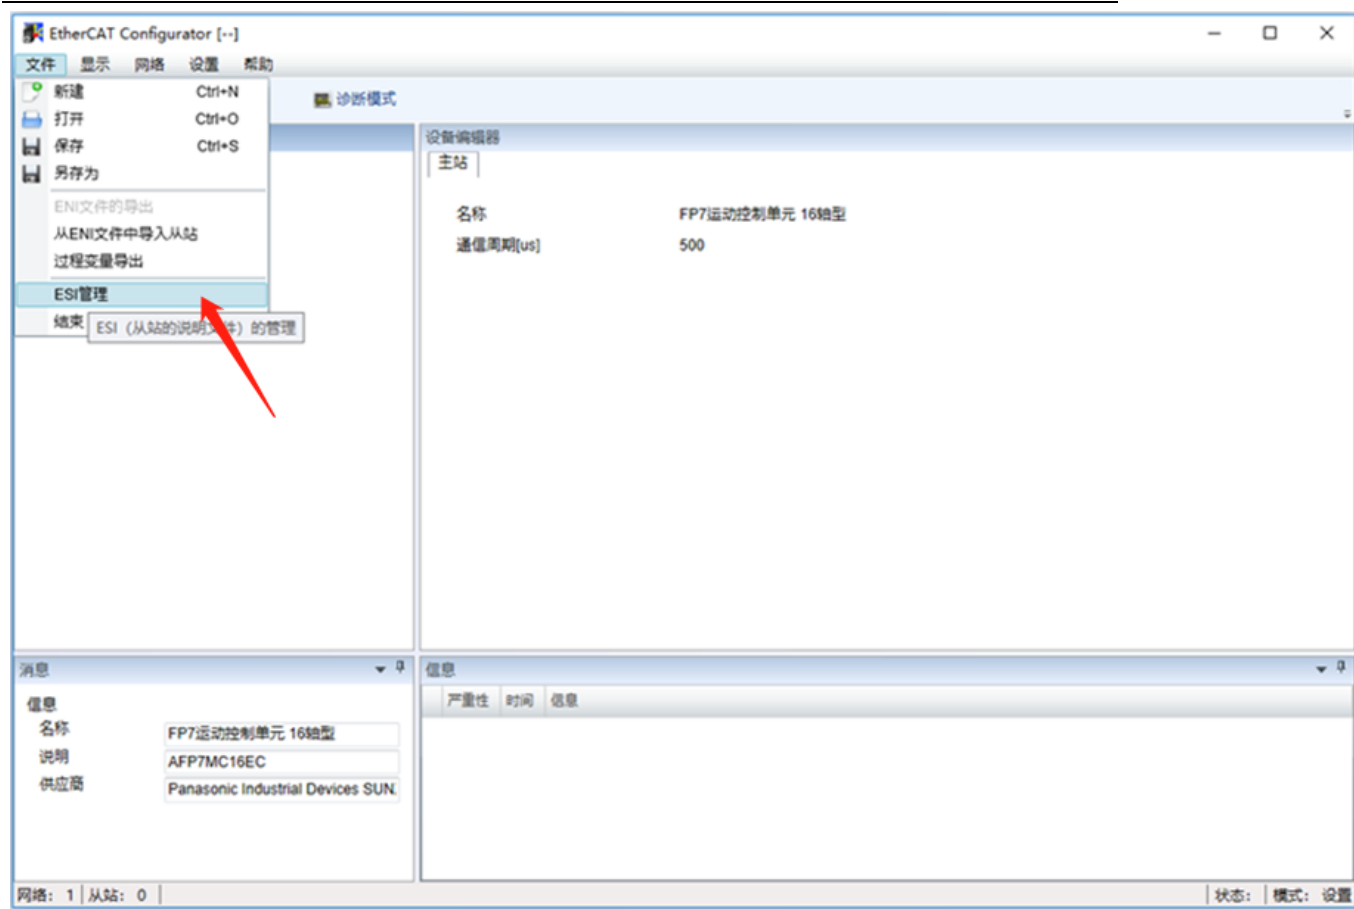 EtherCAT Configurator [--]
文件 显示 网络 设置 帮助
新建 Ctrl+N
打开 Ctrl+O
保存 Ctrl+S
另存为
ENI文件的导出
从ENI文件中导入从站
过程变量导出
ESI管理
结束
ESI（从站的说明文件）的管理
诊断模式
设备编辑器
主站
名称 FP7运动控制单元 16轴型
通信周期[us] 500
消息
信息
名称 FP7运动控制单元 16轴型
说明 AFP7MC16EC
供应商 Panasonic Industrial Devices SUN.
信息
严重性 时间 信息
网络: 1 从站: 0
状态: 模式: 设置